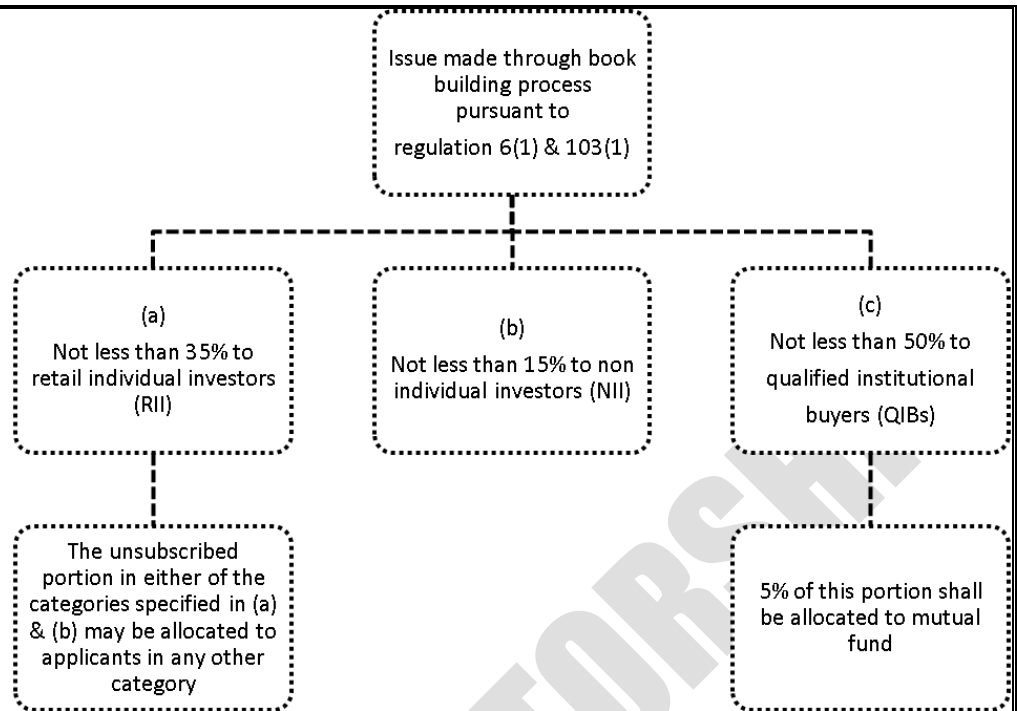 Issue made through book
building process
pursuant to
regulation 6(1) & 103(1)
(a)
Not less than 35% to
retail individual investors
(RII)
(b)
Not less than 15% to non
individual investors (NII)
(c)
Not less than 50% to
qualified institutional
buyers (QIBs)
The unsubscribed
portion in either of the
categories specified in (a)
& (b) may be allocated to
applicants in any other
category
5% of this portion shall
be allocated to mutual
fund